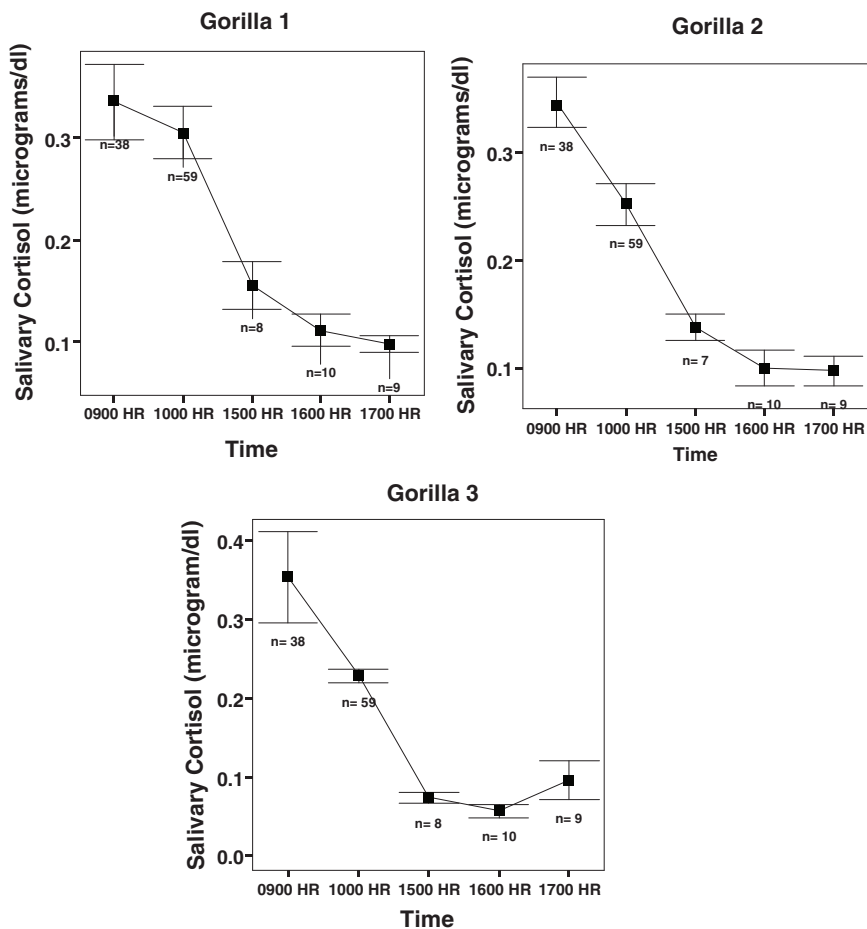 Gorilla 1
Salivary Cortisol (micrograms/dl)
0.3
0.2
0.1
n=38
n=59
n=8
n=10
n=9
0900 HR 1000 HR 1500 HR 1600 HR 1700 HR
Time
Gorilla 2
Salivary Cortisol (micrograms/dl)
0.3
0.2
0.1
n= 38
n= 59
n= 7
n= 10
n= 9
0900 HR 1000 HR 1500 HR 1600 HR 1700 HR
Time
Gorilla 3
Salivary Cortisol (microgram/dl)
0.4
0.3
0.2
0.1
0.0
n= 38
n= 59
n= 8
n= 10
n= 9
0900 HR 1000 HR 1500 HR 1600 HR 1700 HR
Time